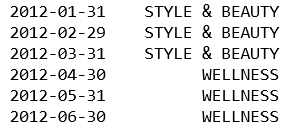 2012-01-31 STYLE & BEAUTY
2012-02-29 STYLE & BEAUTY
2012-03-31 STYLE & BEAUTY
2012-04-30 WELLNESS
2012-05-31 WELLNESS
2012-06-30 WELLNESS